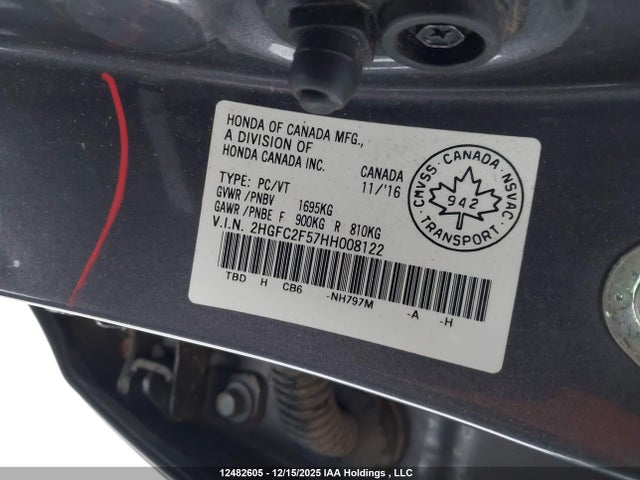 HONDA OF CANADA MFG.,
A DIVISION OF
HONDA CANADA INC.
CANADA
11/'16
TYPE: PC/VT
GVWR /PNBV 1695KG
GAWR /PNBE F 900KG R 810KG
V.I.N. 2HGFC2F57HH008122
TBD H CB6 -NH797M -A -H
CMVSS · CANADA · NSVAC
942
TRANSPORT
12482605 - 12/15/2025 IAA Holdings , LLC